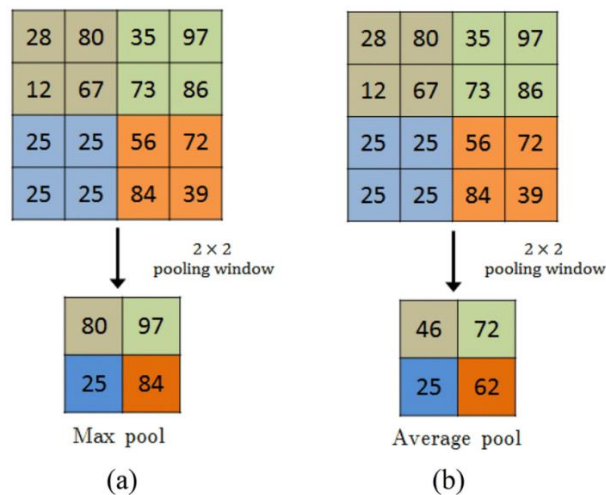 28 80 35 97
12 67 73 86
25 25 56 72
25 25 84 39
2 × 2
pooling window
80 97
25 84
Max pool
(a)
28 80 35 97
12 67 73 86
25 25 56 72
25 25 84 39
2 × 2
pooling window
46 72
25 62
Average pool
(b)